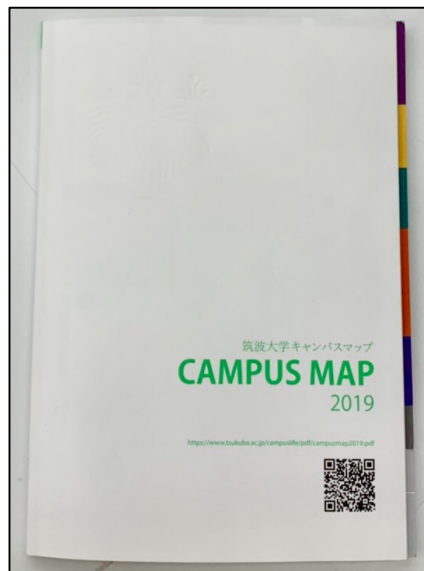 筑波大学キャンパスマップ
CAMPUS MAP
2019
https://www.tsukuba.ac.jp/campuslife/pdf/campusmap2019.pdf